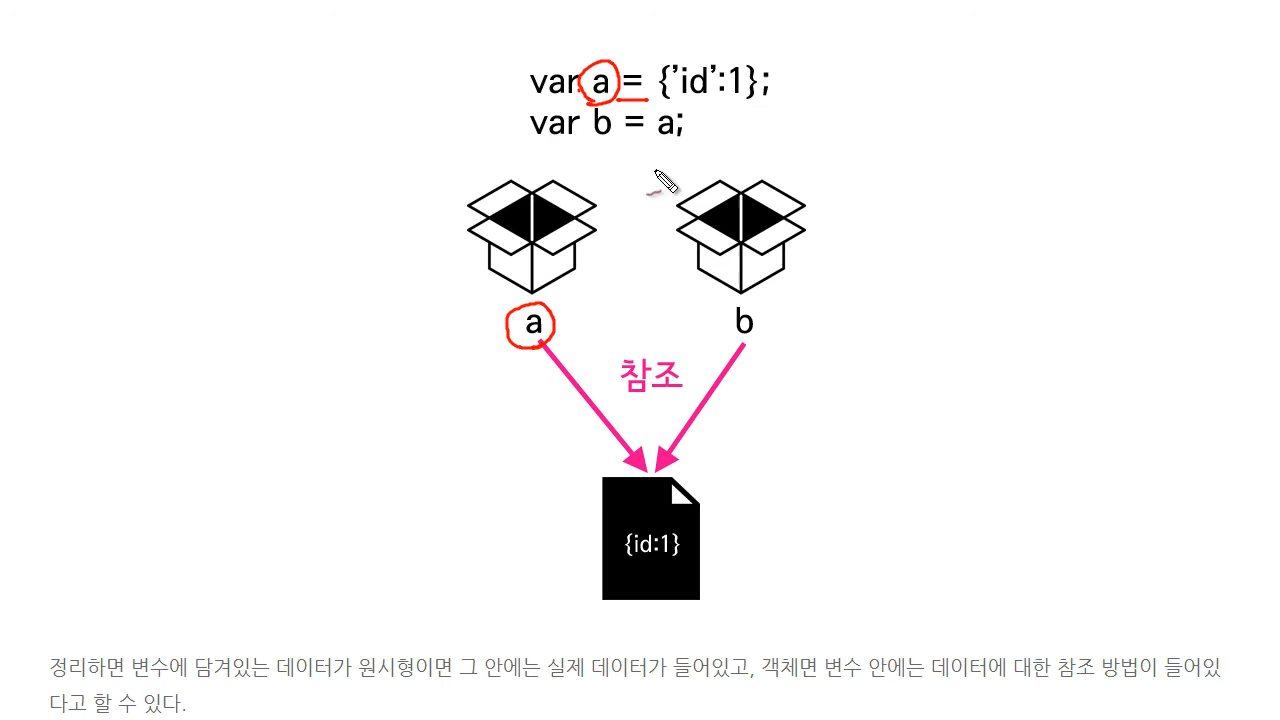 var a = {’id’:1};
var b = a;
a
b
참조
{id:1}
정리하면 변수에 담겨있는 데이터가 원시형이면 그 안에는 실제 데이터가 들어있고, 객체면 변수 안에는 데이터에 대한 참조 방법이 들어있
다고 할 수 있다.